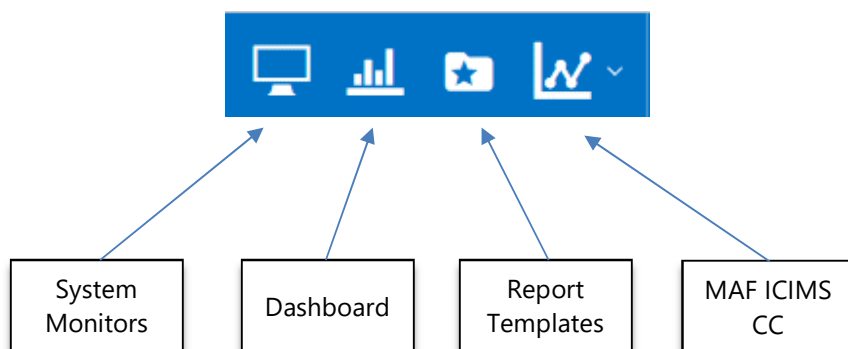 System
Monitors
Dashboard
Report
Templates
MAF ICIMS
CC